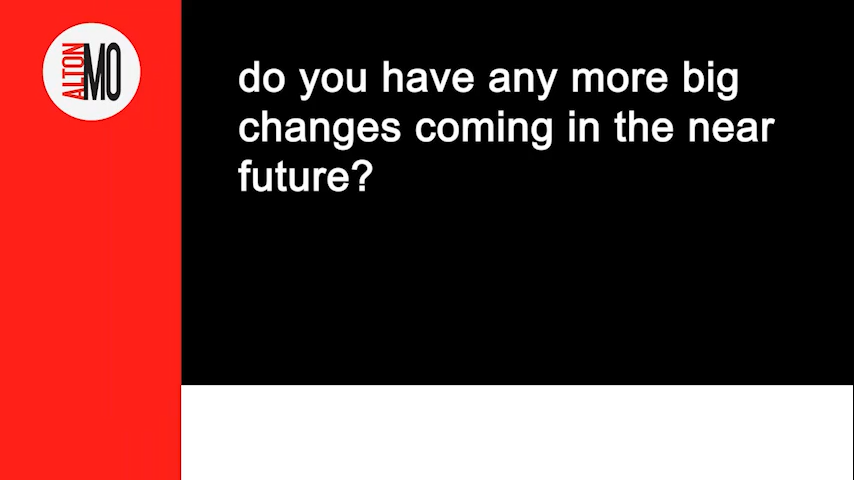 ALTON
MO
do you have any more big
changes coming in the near
future?